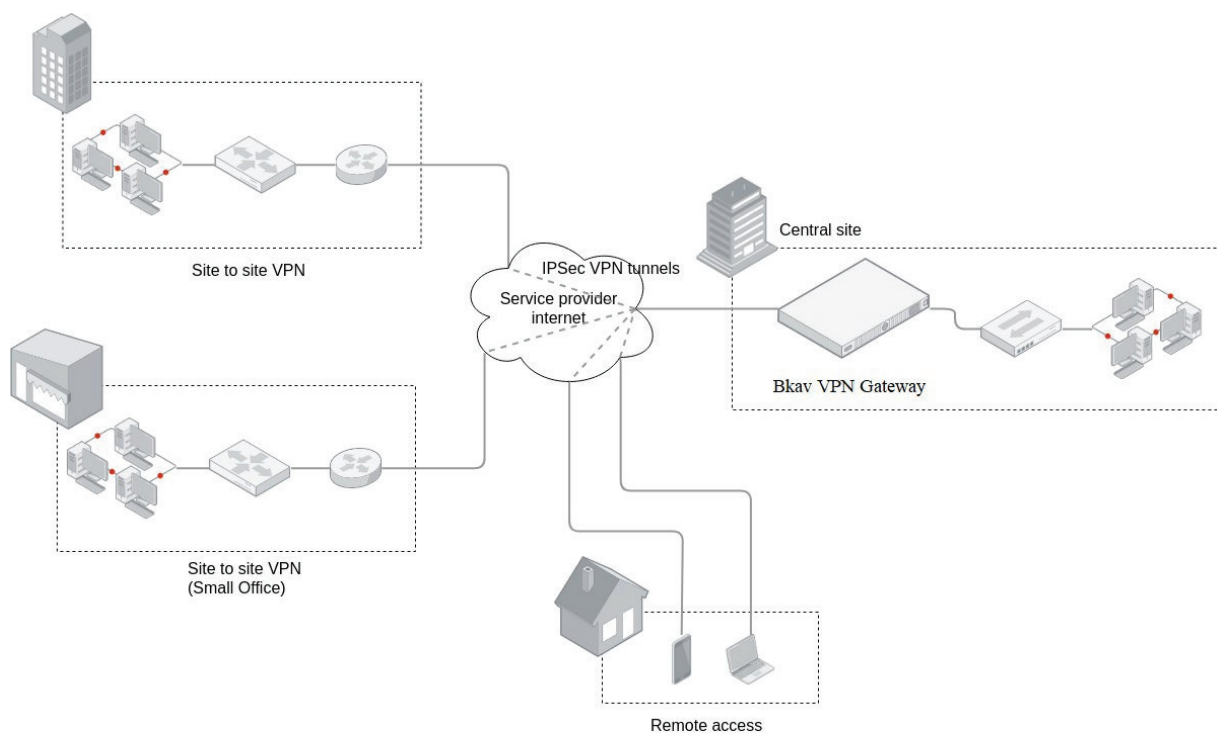 Site to site VPN
IPSec VPN tunnels
Service provider
internet
Central site
Bkav VPN Gateway
Site to site VPN
(Small Office)
Remote access